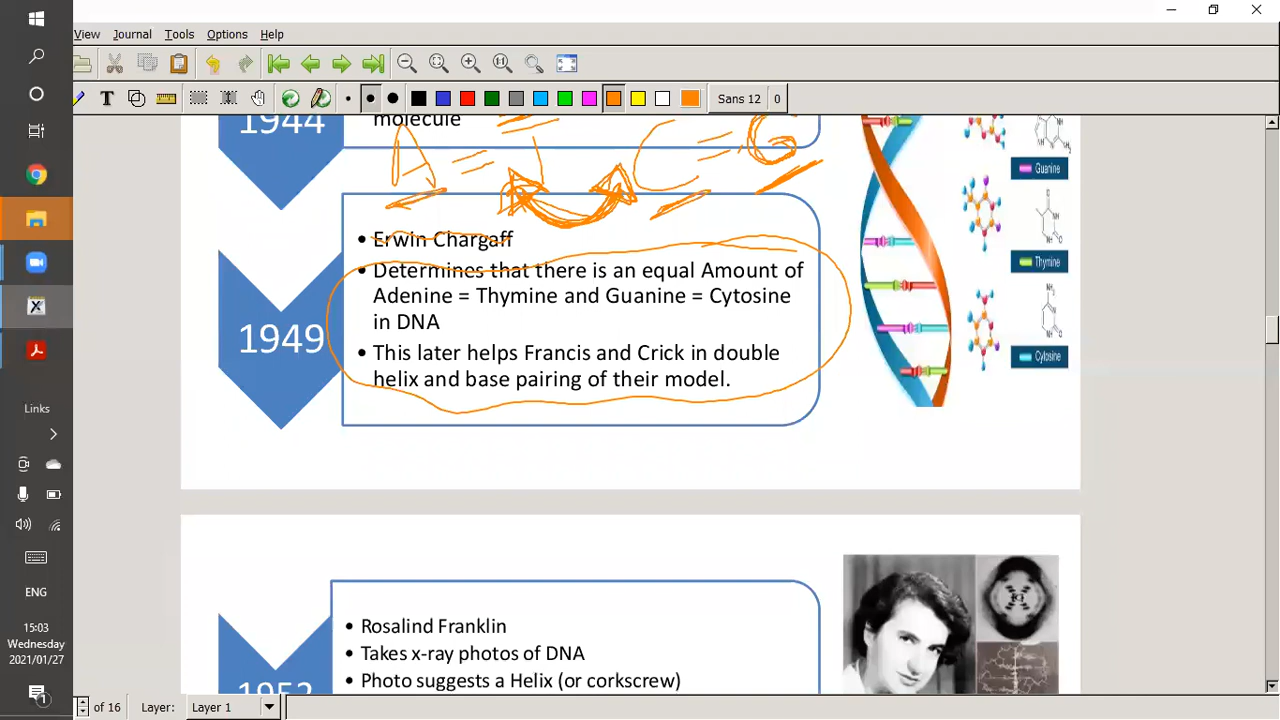 View Journal Tools Options Help
T
Sans 12 0
1944
molecule
A = T C = G
Guanine
1949
• Erwin Chargaff
• Determines that there is an equal Amount of
Adenine = Thymine and Guanine = Cytosine
in DNA
• This later helps Francis and Crick in double
helix and base pairing of their model.
Thymine
Cytosine
1952
• Rosalind Franklin
• Takes x-ray photos of DNA
• Photo suggests a Helix (or corkscrew)
Links
ENG
15:03
Wednesday
2021/01/27
of 16 Layer: Layer 1